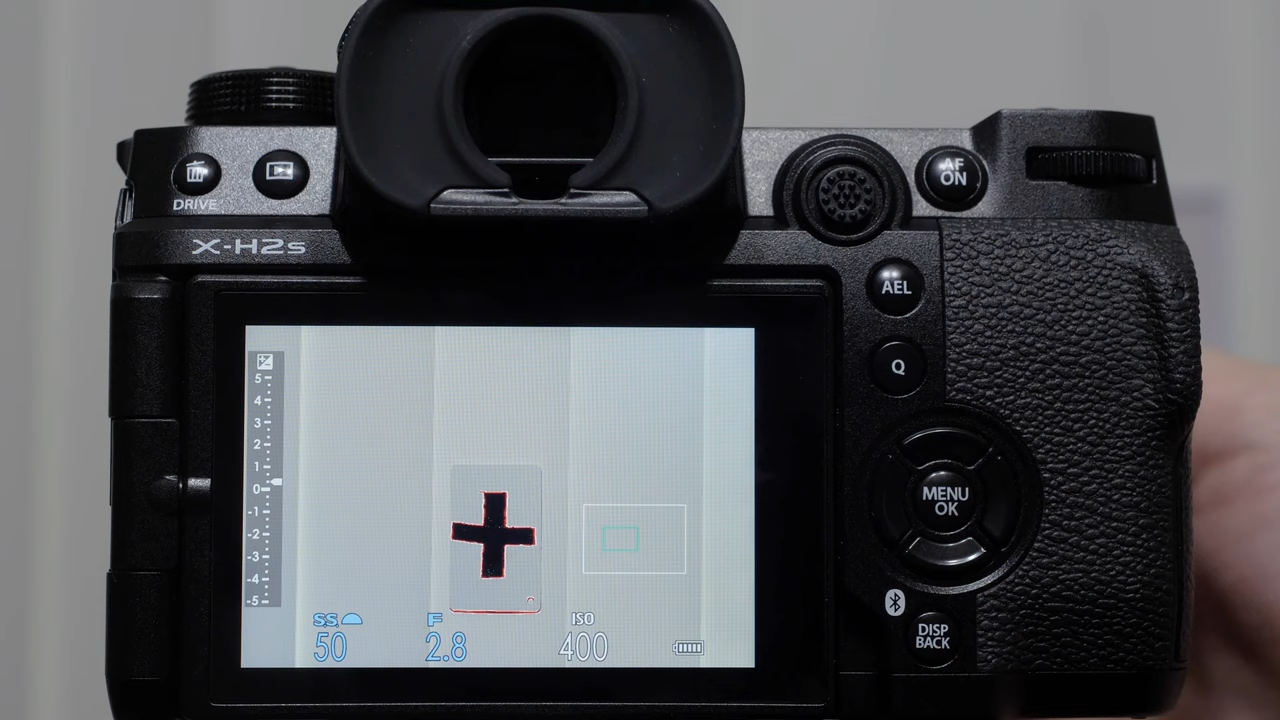 DRIVE
AF
ON
X-H2S
AEL
Q
5
4
3
2
1
0
-1
-2
-3
-4
-5
MENU
OK
SS F ISO
50 2.8 400
DISP
BACK